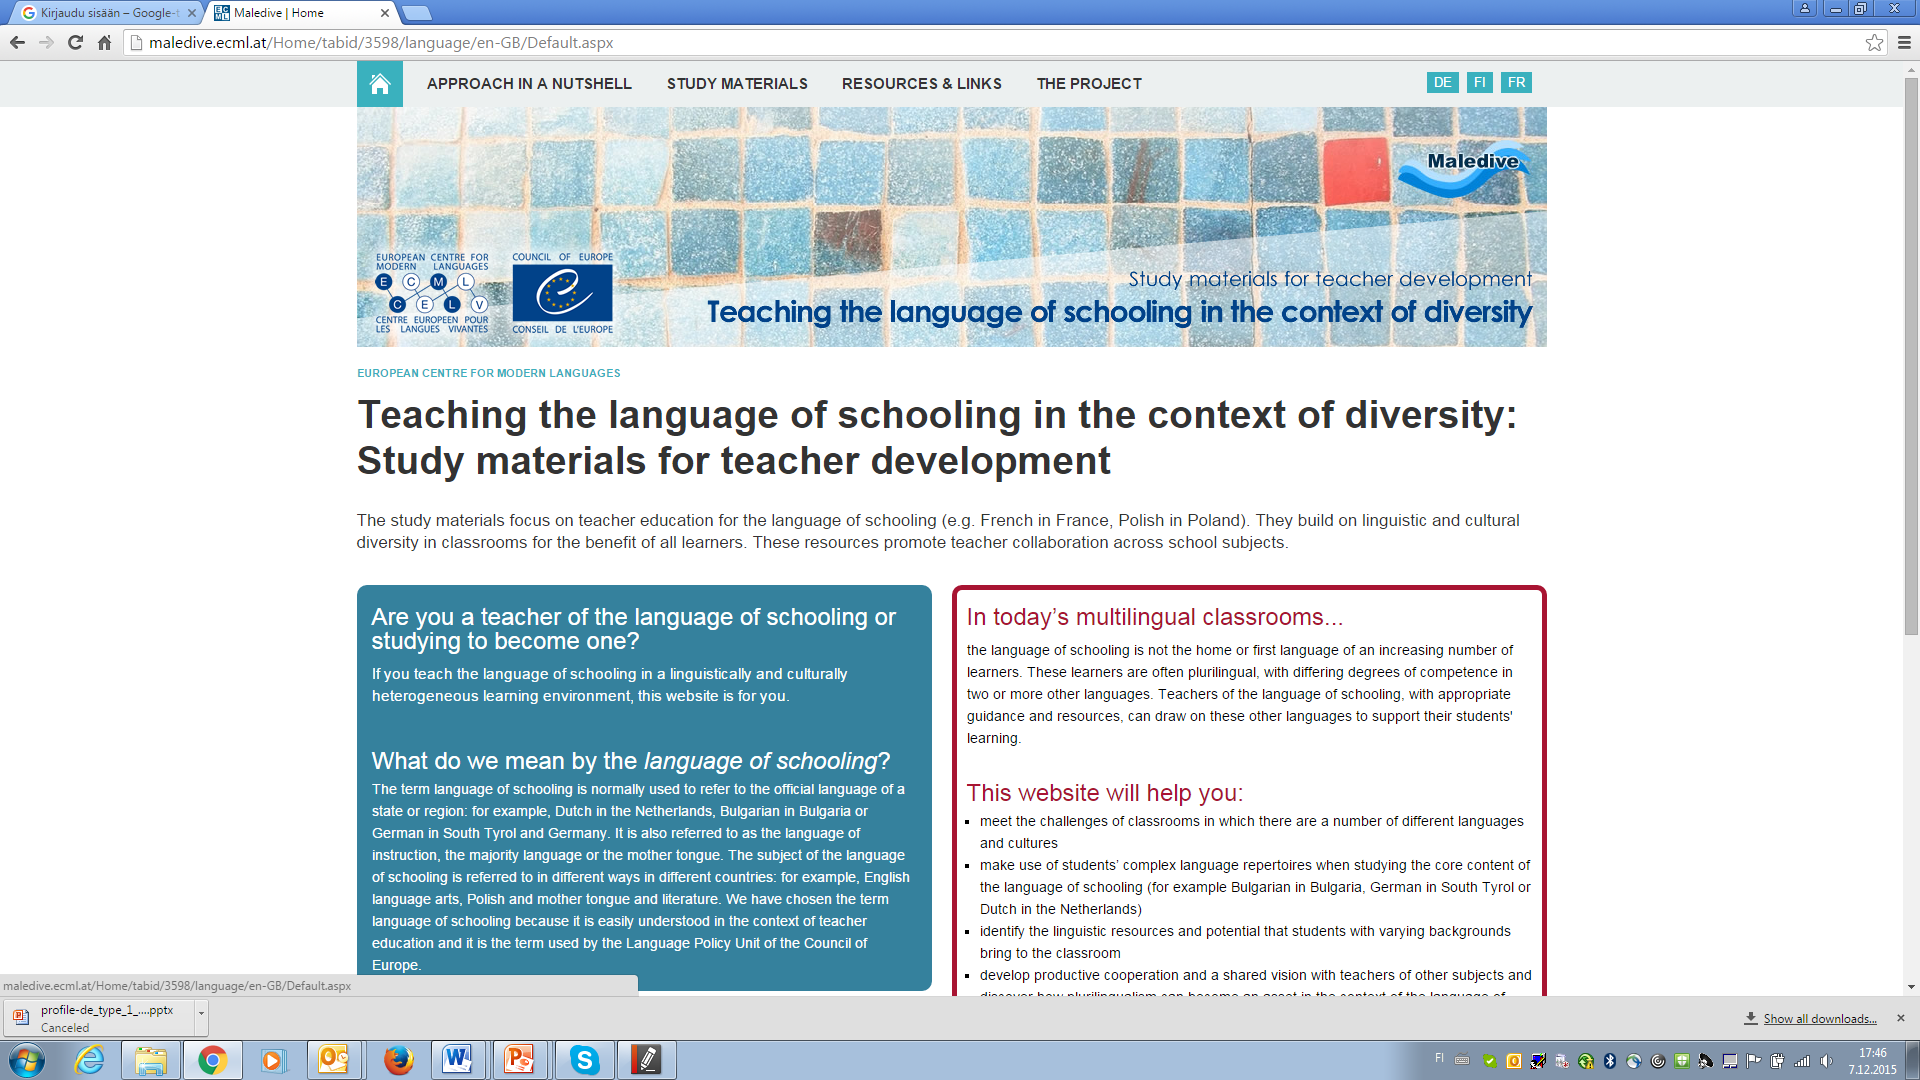 Kirjaudu sisään – Google-t
Maledive | Home
maledive.ecml.at/Home/tabid/3598/language/en-GB/Default.aspx
APPROACH IN A NUTSHELL STUDY MATERIALS RESOURCES & LINKS THE PROJECT DE FI FR
Maledive
EUROPEAN CENTRE FOR
MODERN LANGUAGES
E C M L
C E L V
CENTRE EUROPEEN POUR
LES LANGUES VIVANTES
COUNCIL OF EUROPE
CONSEIL DE L'EUROPE
Study materials for teacher development
Teaching the language of schooling in the context of diversity
EUROPEAN CENTRE FOR MODERN LANGUAGES
Teaching the language of schooling in the context of diversity:
Study materials for teacher development
The study materials focus on teacher education for the language of schooling (e.g. French in France, Polish in Poland). They build on linguistic and cultural
diversity in classrooms for the benefit of all learners. These resources promote teacher collaboration across school subjects.
Are you a teacher of the language of schooling or
studying to become one?
If you teach the language of schooling in a linguistically and culturally
heterogeneous learning environment, this website is for you.
What do we mean by the language of schooling?
The term language of schooling is normally used to refer to the official language of a
state or region: for example, Dutch in the Netherlands, Bulgarian in Bulgaria or
German in South Tyrol and Germany. It is also referred to as the language of
instruction, the majority language or the mother tongue. The subject of the language
of schooling is referred to in different ways in different countries: for example, English
language arts, Polish and mother tongue and literature. We have chosen the term
language of schooling because it is easily understood in the context of teacher
education and it is the term used by the Language Policy Unit of the Council of
Europe.
In today's multilingual classrooms...
the language of schooling is not the home or first language of an increasing number of
learners. These learners are often plurilingual, with differing degrees of competence in
two or more other languages. Teachers of the language of schooling, with appropriate
guidance and resources, can draw on these other languages to support their students'
learning.
This website will help you:
meet the challenges of classrooms in which there are a number of different languages
and cultures
make use of students' complex language repertoires when studying the core content of
the language of schooling (for example Bulgarian in Bulgaria, German in South Tyrol or
Dutch in the Netherlands)
identify the linguistic resources and potential that students with varying backgrounds
bring to the classroom
develop productive cooperation and a shared vision with teachers of other subjects and
discover how plurilingualism can become an asset in the context of the language of
maledive.ecml.at/Home/tabid/3598/language/en-GB/Default.aspx
profile-de_type_1_....pptx
Canceled
Show all downloads...
FI
17:46
7.12.2015